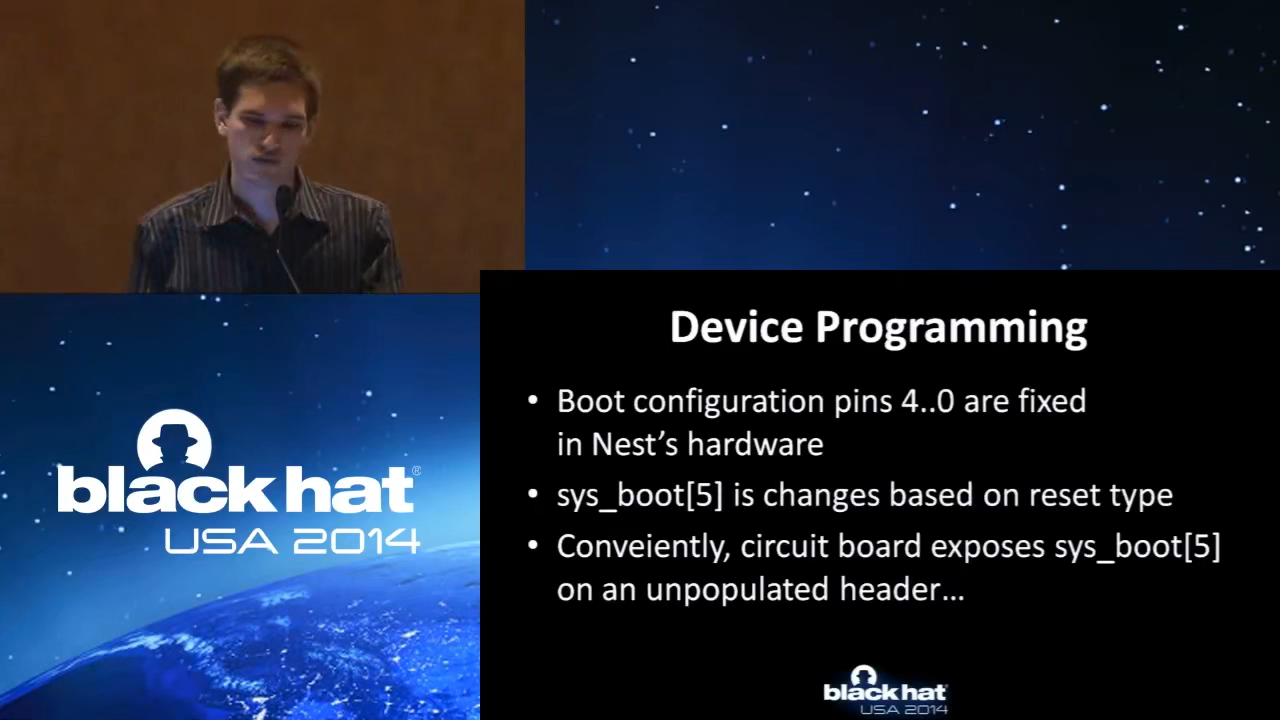 Device Programming
• Boot configuration pins 4..0 are fixed
in Nest's hardware
• sys_boot[5] is changes based on reset type
• Conveiently, circuit board exposes sys_boot[5]
on an unpopulated header...
black hat®
USA 2014
black hat
USA 2014